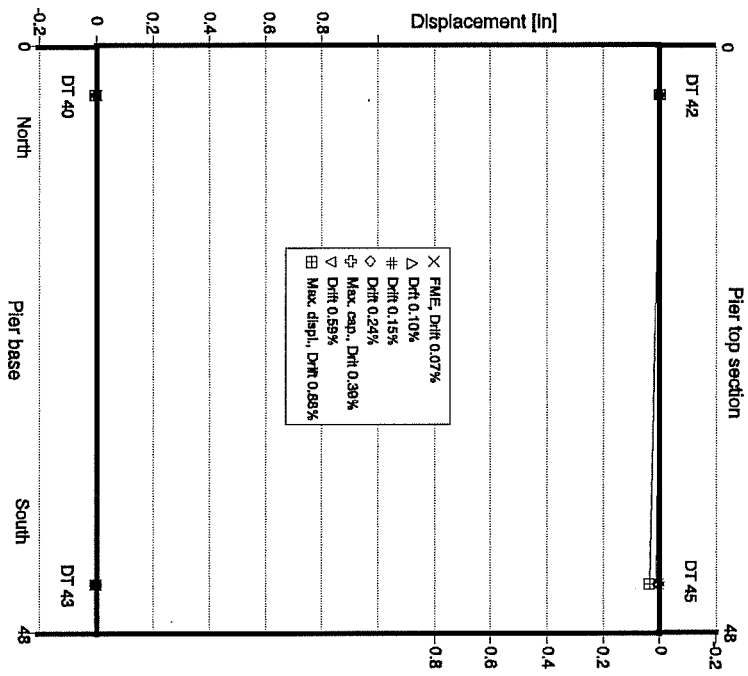 Pier top section
0
48
-0.2
0
0.2
0.4
0.6
0.8
DT 42
DT 45
Displacement [in]
× FME, Drift 0.07%
△ Drift 0.10%
# Drift 0.15%
◇ Drift 0.24%
Max. cap., Drift 0.39%
▽ Drift 0.59%
⊞ Max. displ., Drift 0.68%
0.8
0.6
0.4
0.2
0
-0.2
DT 40
DT 43
0
North
South
48
Pier base